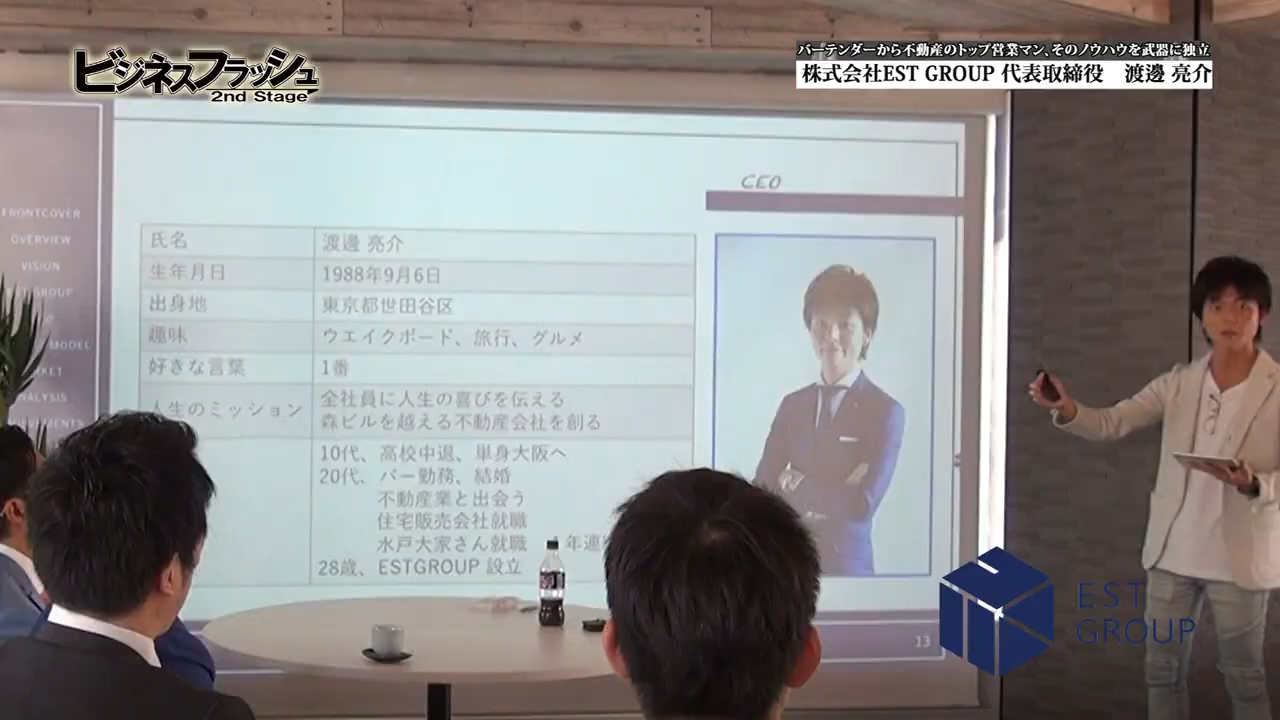 ビジネスフラッシュ
2nd Stage
バーテンダーから不動産のトップ営業マン、そのノウハウを武器に独立
株式会社EST GROUP 代表取締役 渡邊 亮介
CEO
FRONTCOVER
OVERVIEW
VISION
GROUP
MODEL
氏名 渡邊 亮介
生年月日 1988年9月6日
出身地 東京都世田谷区
趣味 ウエイクボード、旅行、グルメ
好きな言葉 1番
人生のミッション 全社員に人生の喜びを伝える
森ビルを越える不動産会社を創る
10代、高校中退、単身大阪へ
20代、バー勤務、結婚
不動産業と出会う
住宅販売会社就職
水戸大家さん就職 年連
28歳、ESTGROUP 設立
13
EST
GROUP